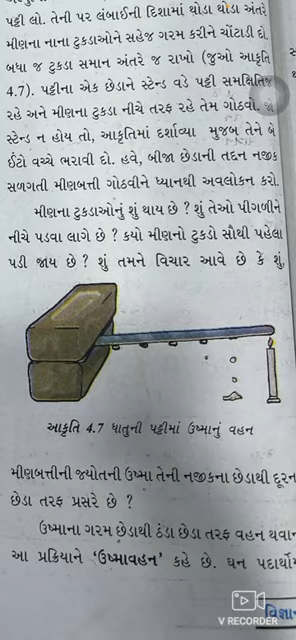 પટ્ટી લો. તેની પર લંબાઈની દિશામાં થોડા થોડા અંતરે
મીણના નાના ટુકડાઓને સહેજ ગરમ કરીને ચોંટાડી દો.
બધા જ ટુકડા સમાન અંતરે જ રાખો (જુઓ આકૃતિ
4.7). પટ્ટીના એક છેડાને સ્ટેન્ડ વડે પટ્ટી સમક્ષિતિજ
રહે અને મીણના ટુકડા નીચે તરફ રહે તેમ ગોઠવો. જો
સ્ટેન્ડ ન હોય તો, આકૃતિમાં દર્શાવ્યા મુજબ તેને બે
ઈંટો વચ્ચે ભરાવી દો. હવે, બીજા છેડાની તદ્દન નજીક
સળગતી મીણબત્તી ગોઠવીને ધ્યાનથી અવલોકન કરો.
મીણના ટુકડાઓનું શું થાય છે ? શું તેઓ પીગળીને
નીચે પડવા લાગે છે ? કયો મીણનો ટુકડો સૌથી પહેલા
પડી જાય છે ? શું તમને વિચાર આવે છે કે શું,
આકૃતિ 4.7 ધાતુની પટ્ટીમાં ઉષ્માનું વહન
મીણબત્તીની જ્યોતની ઉષ્મા તેની નજીકના છેડાથી દૂરન
છેડા તરફ પ્રસરે છે ?
ઉષ્માના ગરમ છેડાથી ઠંડા છેડા તરફ વહન થવાન
આ પ્રક્રિયાને ‘ઉષ્માવહન’ કહે છે. ઘન પદાર્થોમ
V RECORDER
વિજ્ઞાન